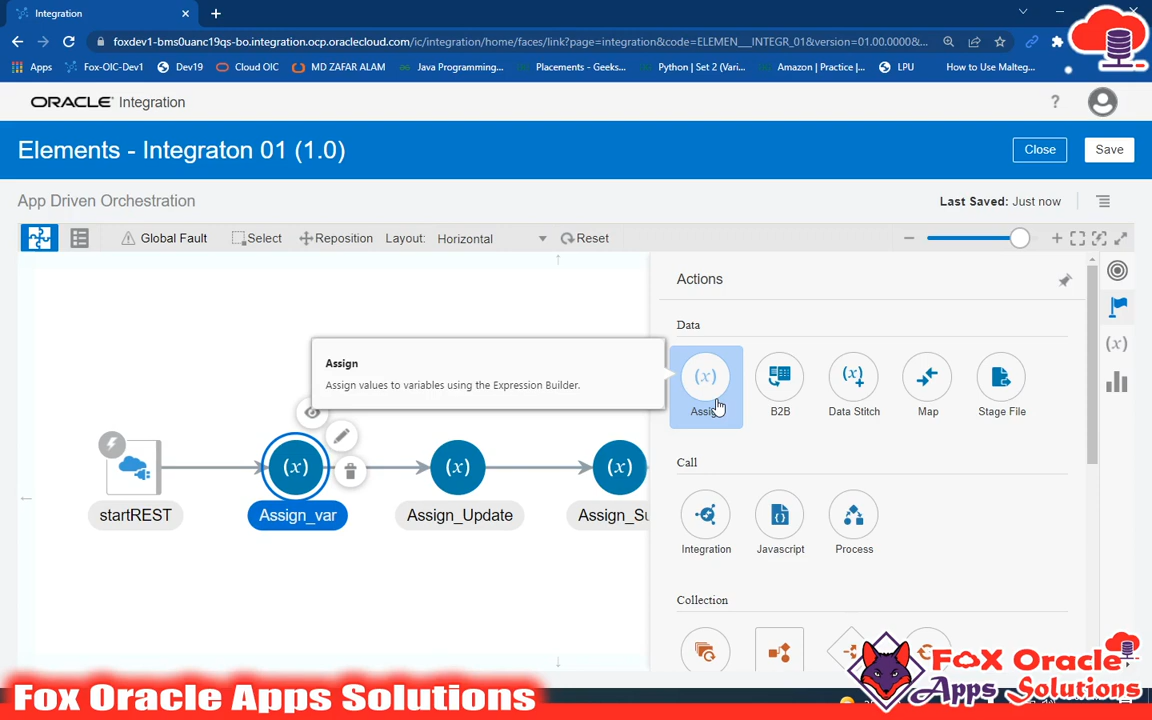 Integration
foxdev1-bms0uanc19qs-bo.integration.ocp.oraclecloud.com/ic/integration/home/faces/link?page=integration&code=ELEMEN__INTEGR_01&version=01.00.0000&...
Apps Fox-OIC-Dev1 Dev19 Cloud OIC MD ZAFAR ALAM Java Programming... Placements - Geeks... Python | Set 2 (Vari... Amazon | Practice |... LPU How to Use Malteg...
ORACLE Integration
Elements - Integraton 01 (1.0) Close Save
App Driven Orchestration Last Saved: Just now
Global Fault Select Reposition Layout: Horizontal Reset
Actions
Data
Assign
Assign values to variables using the Expression Builder.
Assign B2B Data Stitch Map Stage File
Call
startREST Assign_var Assign_Update Assign_Su
Integration Javascript Process
Collection
Fox Oracle Apps Solutions
FOX Oracle
Apps Solutions